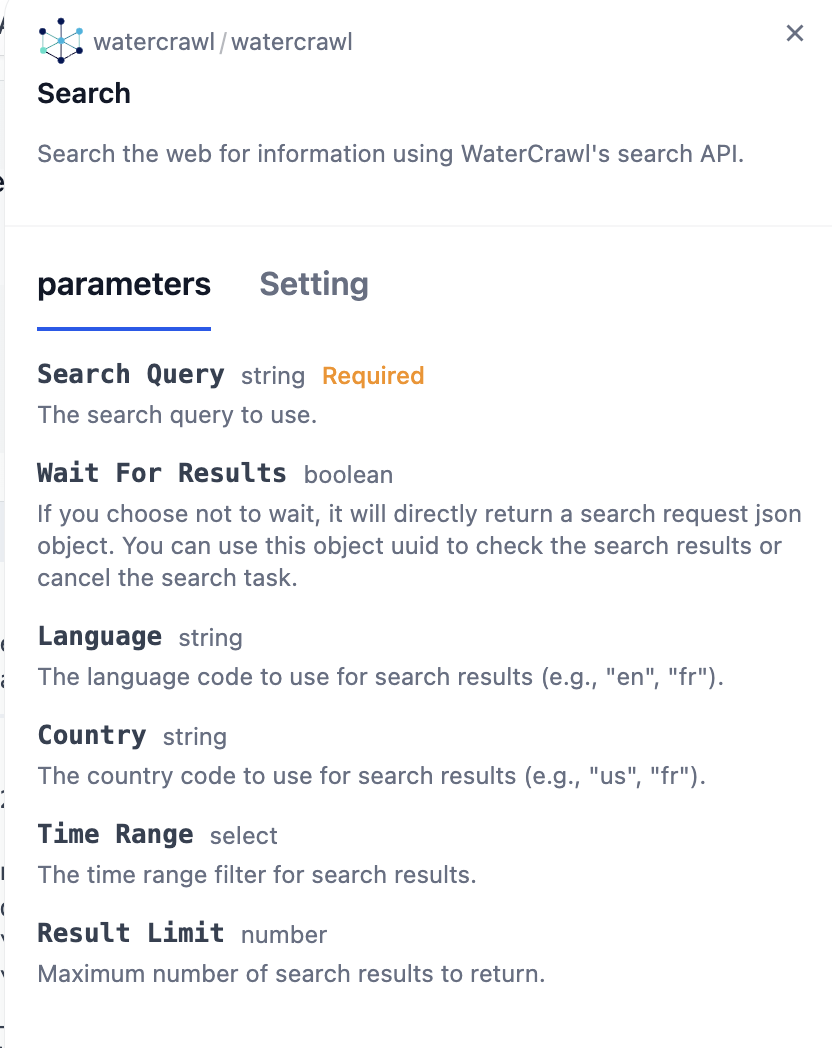 watercrawl/watercrawl
Search
Search the web for information using WaterCrawl's search API.
parameters Setting
Search Query string Required
The search query to use.
Wait For Results boolean
If you choose not to wait, it will directly return a search request json
object. You can use this object uuid to check the search results or
cancel the search task.
Language string
The language code to use for search results (e.g., "en", "fr").
Country string
The country code to use for search results (e.g., "us", "fr").
Time Range select
The time range filter for search results.
Result Limit number
Maximum number of search results to return.